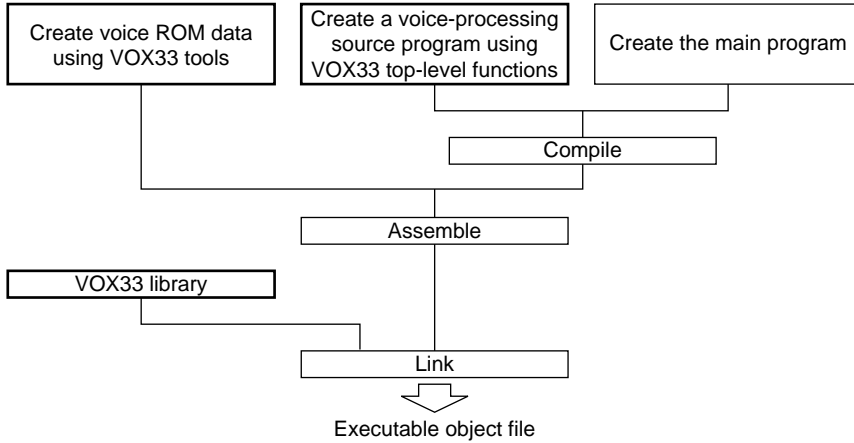 Create voice ROM data
using VOX33 tools
Create a voice-processing
source program using
VOX33 top-level functions
Create the main program
Compile
Assemble
VOX33 library
Link
Executable object file